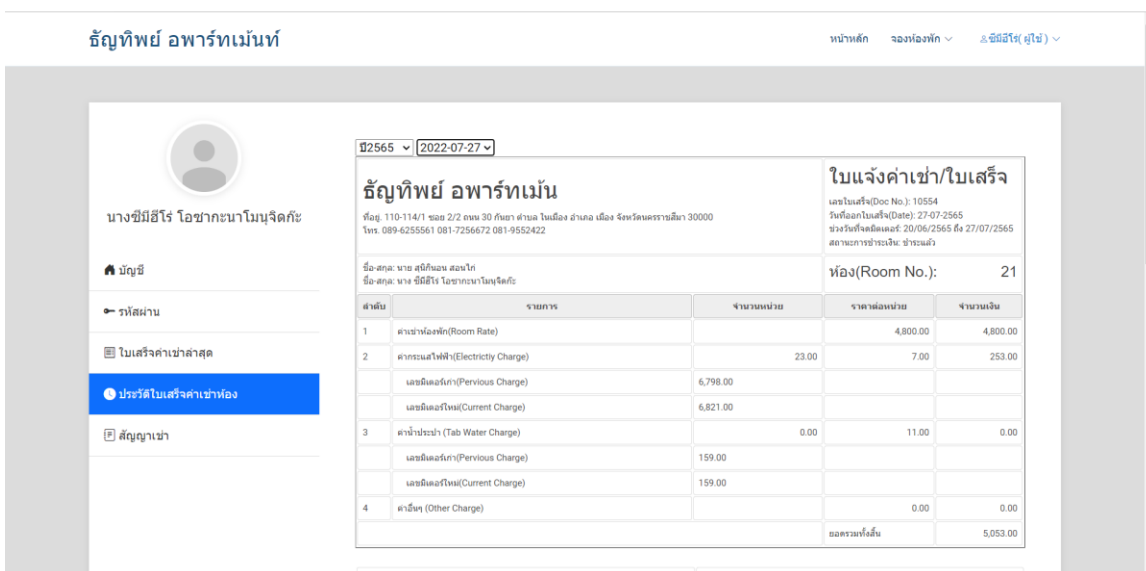 ธัญทิพย์ อพาร์ทเม้นท์
หน้าหลัก จองห้องพัก ซีมีฮีโร่( ผู้ใช่ )
นางซีมีฮีโร่ โอซากะนาโมนุจิดก๊ะ
บัญชี
รหัสผ่าน
ใบเสร็จค่าเช่าล่าสุด
ประวัติใบเสร็จค่าเช่าห้อง
สัญญาเช่า
ปี2565 2022-07-27
ธัญทิพย์ อพาร์ทเม้น
ที่อยู่. 110-114/1 ซอย 2/2 ถนน 30 กันยา ตำบล ในเมือง อำเภอ เมือง จังหวัดนครราชสีมา 30000
โทร. 089-6255561 081-7256672 081-9552422
ใบแจ้งค่าเช่า/ใบเสร็จ
เลขใบเสร็จ(Doc No.): 10554
วันที่ออกใบเสร็จ(Date): 27-07-2565
ช่วงวันที่จดมิตเตอร์: 20/06/2565 ถึง 27/07/2565
สถานะการชำระเงิน: ชำระแล้ว
ชื่อ-สกุล: นาย สุนิกันอน สอนไก่
ชื่อ-สกุล: นาง ซีมีฮีโร่ โอซากะนาโมนุจิดก๊ะ
ห้อง(Room No.): 21
ลำดับ รายการ จำนวนหน่วย ราคาต่อหน่วย จำนวนเงิน
1 ค่าเช่าห้องพัก(Room Rate) 4,800.00 4,800.00
2 ค่ากระแสไฟฟ้า(Electrictiy Charge) 23.00 7.00 253.00
เลขมิเตอร์เก่า(Pervious Charge) 6,798.00
เลขมิเตอร์ใหม่(Current Charge) 6,821.00
3 ค่าน้ำประปา (Tab Water Charge) 0.00 11.00 0.00
เลขมิเตอร์เก่า(Pervious Charge) 159.00
เลขมิเตอร์ใหม่(Current Charge) 159.00
4 ค่าอื่นๆ (Other Charge) 0.00 0.00
ยอดรวมทั้งสิ้น 5,053.00